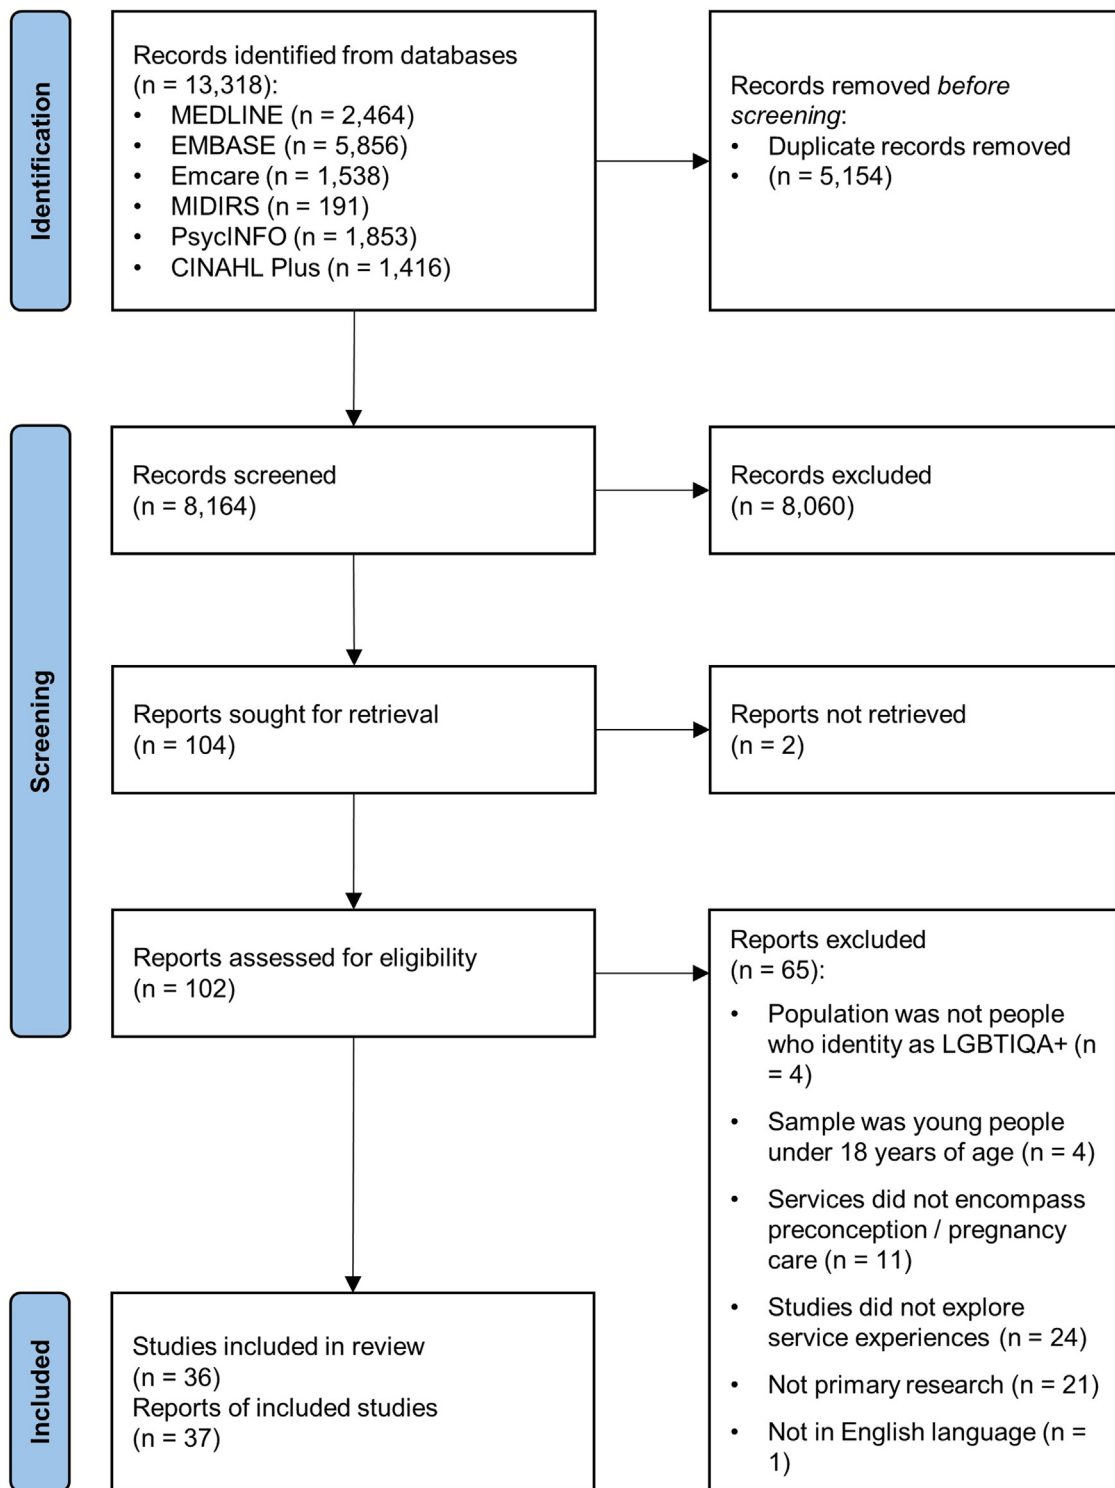 Identification
Records identified from databases
(n = 13,318):
• MEDLINE (n = 2,464)
• EMBASE (n = 5,856)
• Emcare (n = 1,538)
• MIDIRS (n = 191)
• PsycINFO (n = 1,853)
• CINAHL Plus (n = 1,416)
Records removed before
screening:
• Duplicate records removed
• (n = 5,154)
Screening
Records screened
(n = 8,164)
Records excluded
(n = 8,060)
Reports sought for retrieval
(n = 104)
Reports not retrieved
(n = 2)
Reports assessed for eligibility
(n = 102)
Reports excluded
(n = 65):
• Population was not people
who identity as LGBTIQA+ (n
= 4)
• Sample was young people
under 18 years of age (n = 4)
• Services did not encompass
preconception / pregnancy
care (n = 11)
• Studies did not explore
service experiences (n = 24)
• Not primary research (n = 21)
• Not in English language (n =
1)
Included
Studies included in review
(n = 36)
Reports of included studies
(n = 37)